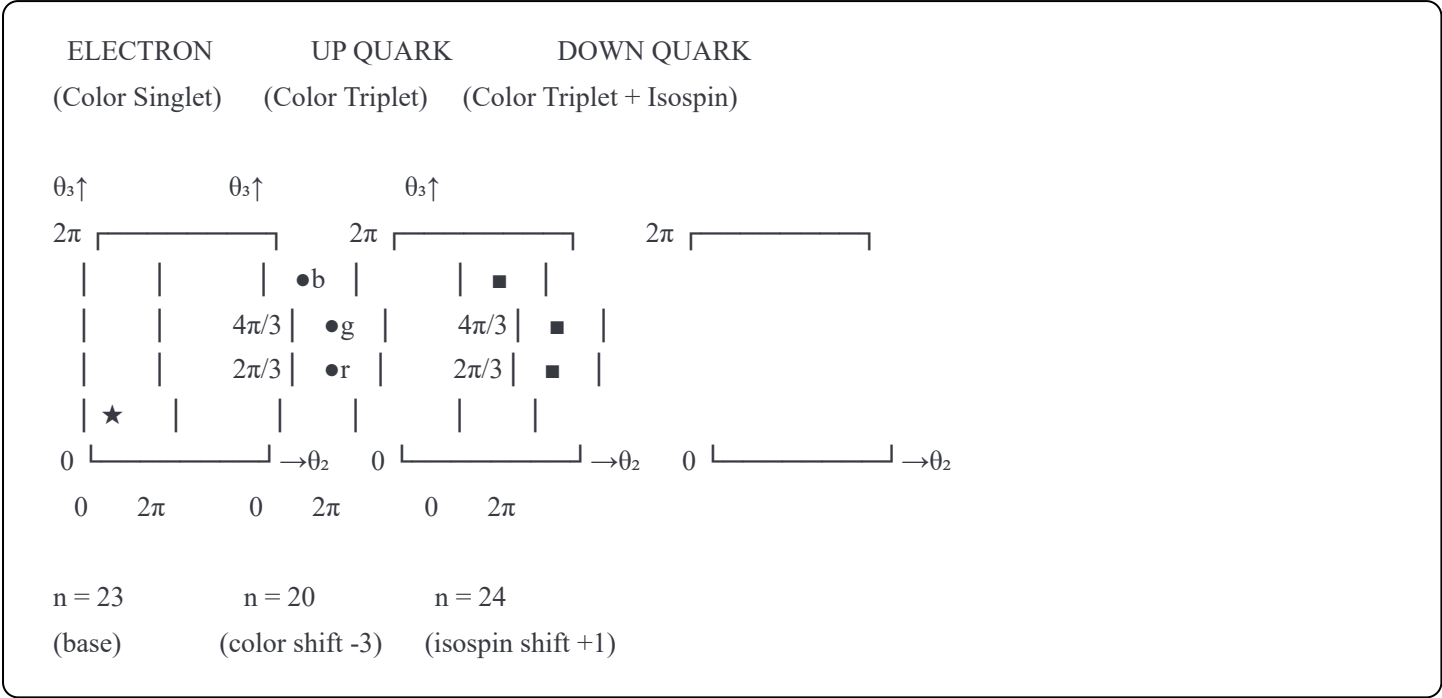 ELECTRON UP QUARK DOWN QUARK
(Color Singlet) (Color Triplet) (Color Triplet + Isospin)
θ₃↑ θ₃↑ θ₃↑
2π ┌──────────┐ 2π ┌──────────┐ 2π ┌──────────┐
│ │ │ ●b │ │ ■ │
│ │ 4π/3│ ●g │ 4π/3│ ■ │
│ │ 2π/3│ ●r │ 2π/3│ ■ │
│ ★ │ │ │ │ │
0 └──────────┘→θ₂ 0 └──────────┘→θ₂ 0 └──────────┘→θ₂
0 2π 0 2π 0 2π
n = 23 n = 20 n = 24
(base) (color shift -3) (isospin shift +1)